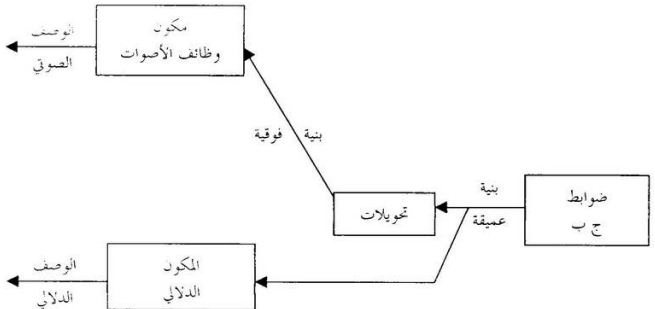 مكون
وظائف الأصوات
الوصف
الصوتي
بنية
فوقية
ضوابط
ج ب
بنية
عميقة
تحويلات
المكون
الدلالي
الوصف
الدلالي